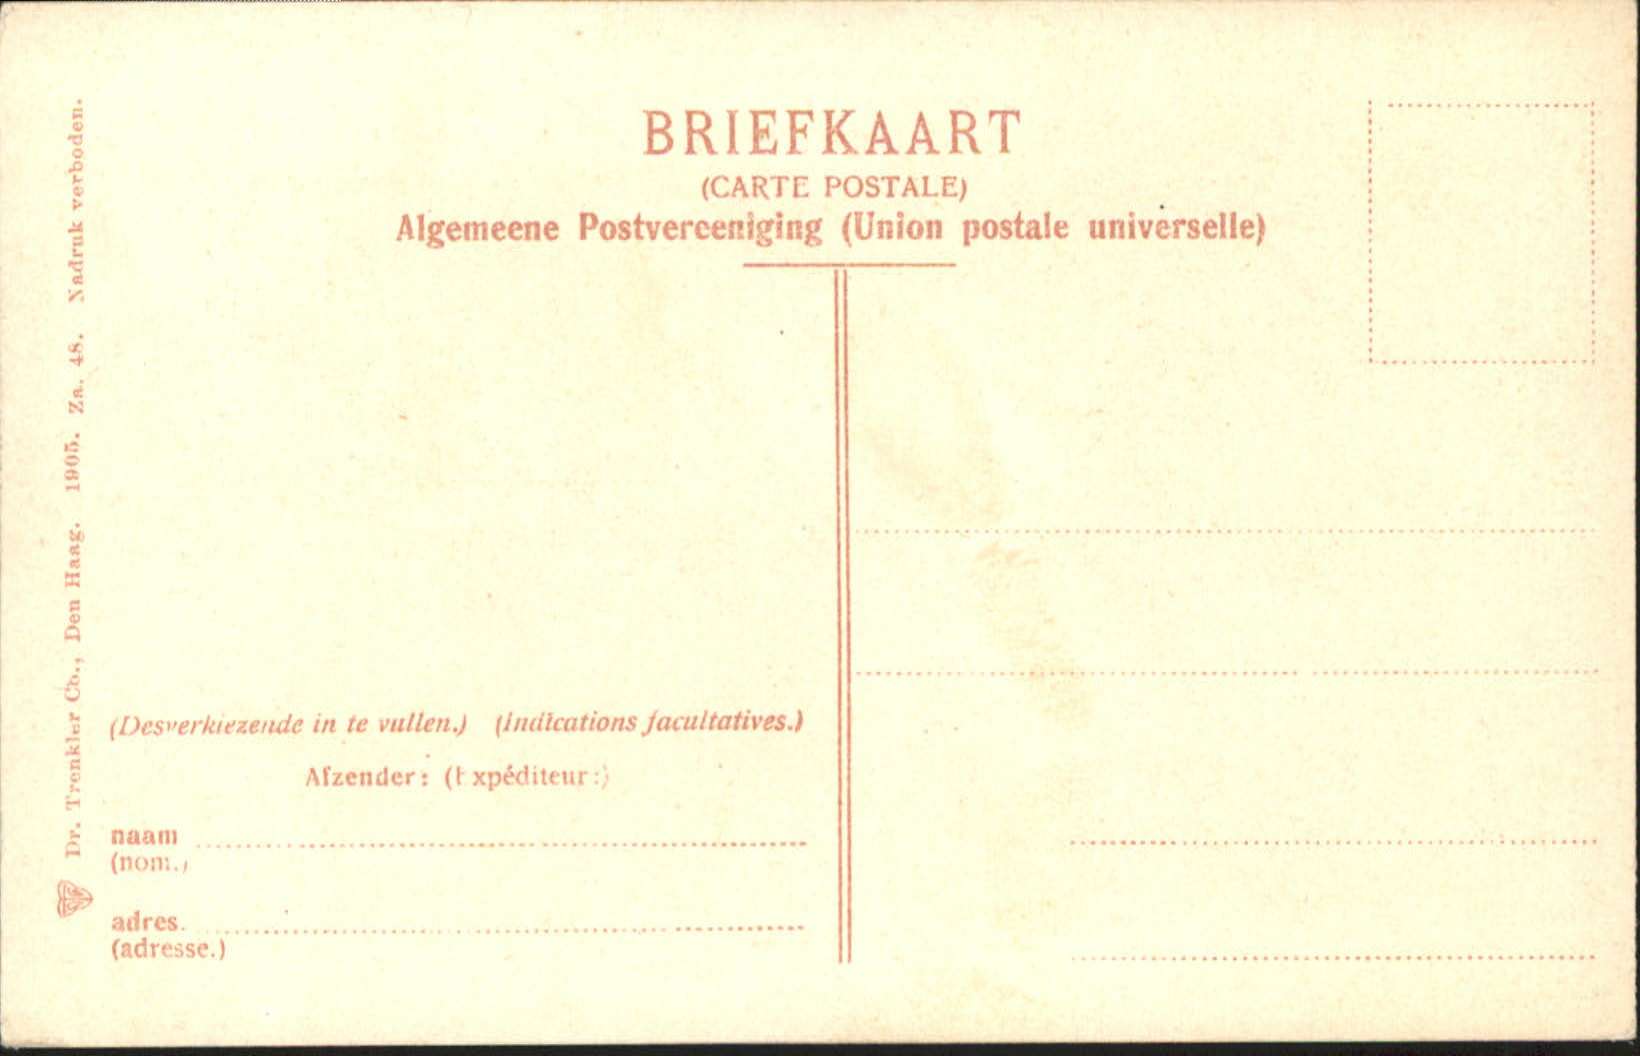 BRIEFKAART
(CARTE POSTALE)
Algemeene Postvereeniging (Union postale universelle)
Dr. Trenkler Co., Den Haag. 1905. Za. 48. Nadruk verboden.
(Desverkiezende in te vullen.) (Indications facultatives.)
Afzender: (Expéditeur:)
naam
(nom.)
adres.
(adresse.)